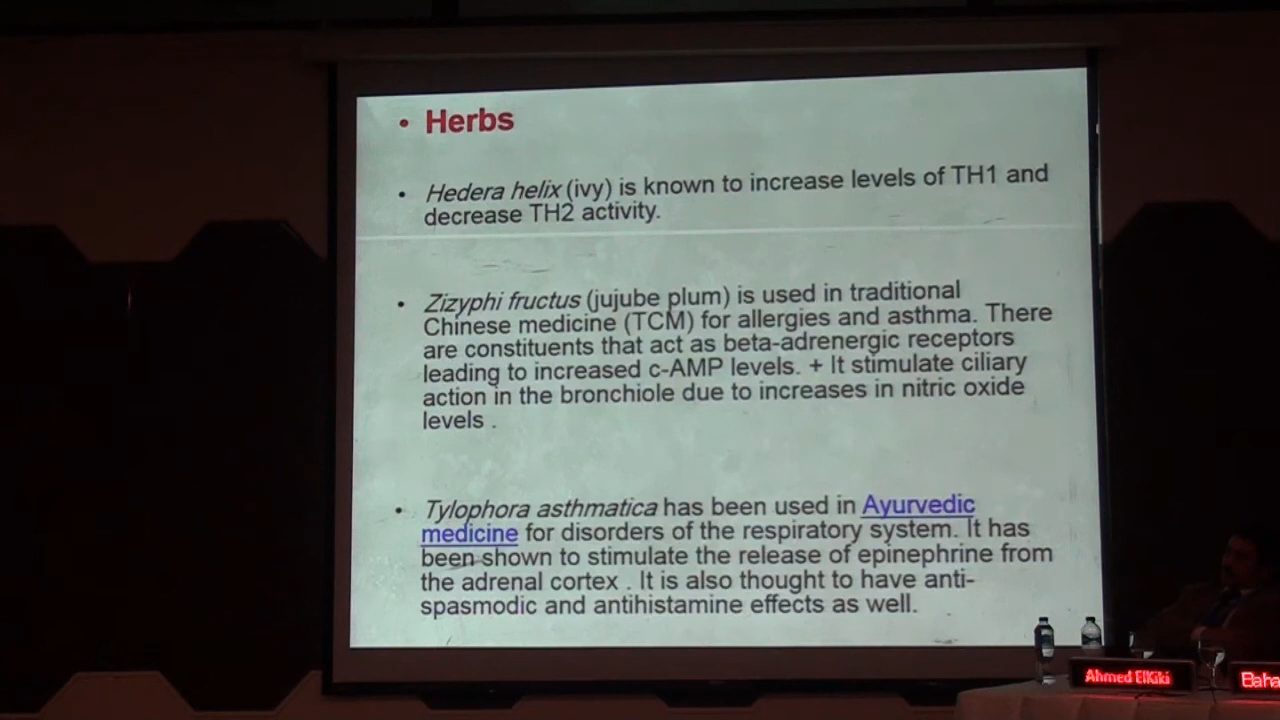 • Herbs
• Hedera helix (ivy) is known to increase levels of TH1 and
decrease TH2 activity.
• Zizyphi fructus (jujube plum) is used in traditional
Chinese medicine (TCM) for allergies and asthma. There
are constituents that act as beta-adrenergic receptors
leading to increased c-AMP levels. + It stimulate ciliary
action in the bronchiole due to increases in nitric oxide
levels .
• Tylophora asthmatica has been used in Ayurvedic
medicine for disorders of the respiratory system. It has
been shown to stimulate the release of epinephrine from
the adrenal cortex . It is also thought to have anti-
spasmodic and antihistamine effects as well.
Ahmed ElKiki
Baha